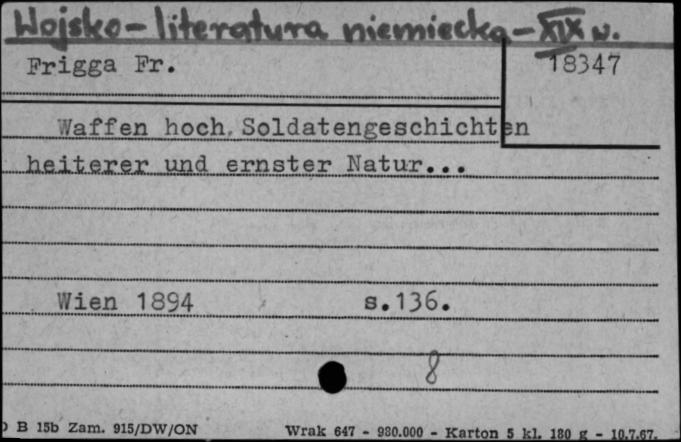 Wojsko - literatura niemiecka - XIX w.
Frigga Fr.
18347
Waffen hoch, Soldatengeschichten
heiterer und ernster Natur...
Wien 1894 s.136.
8
B 15b Zam. 915/DW/ON Wrak 647 - 980.000 - Karton 5 kl. 180 g - 10.7.67.